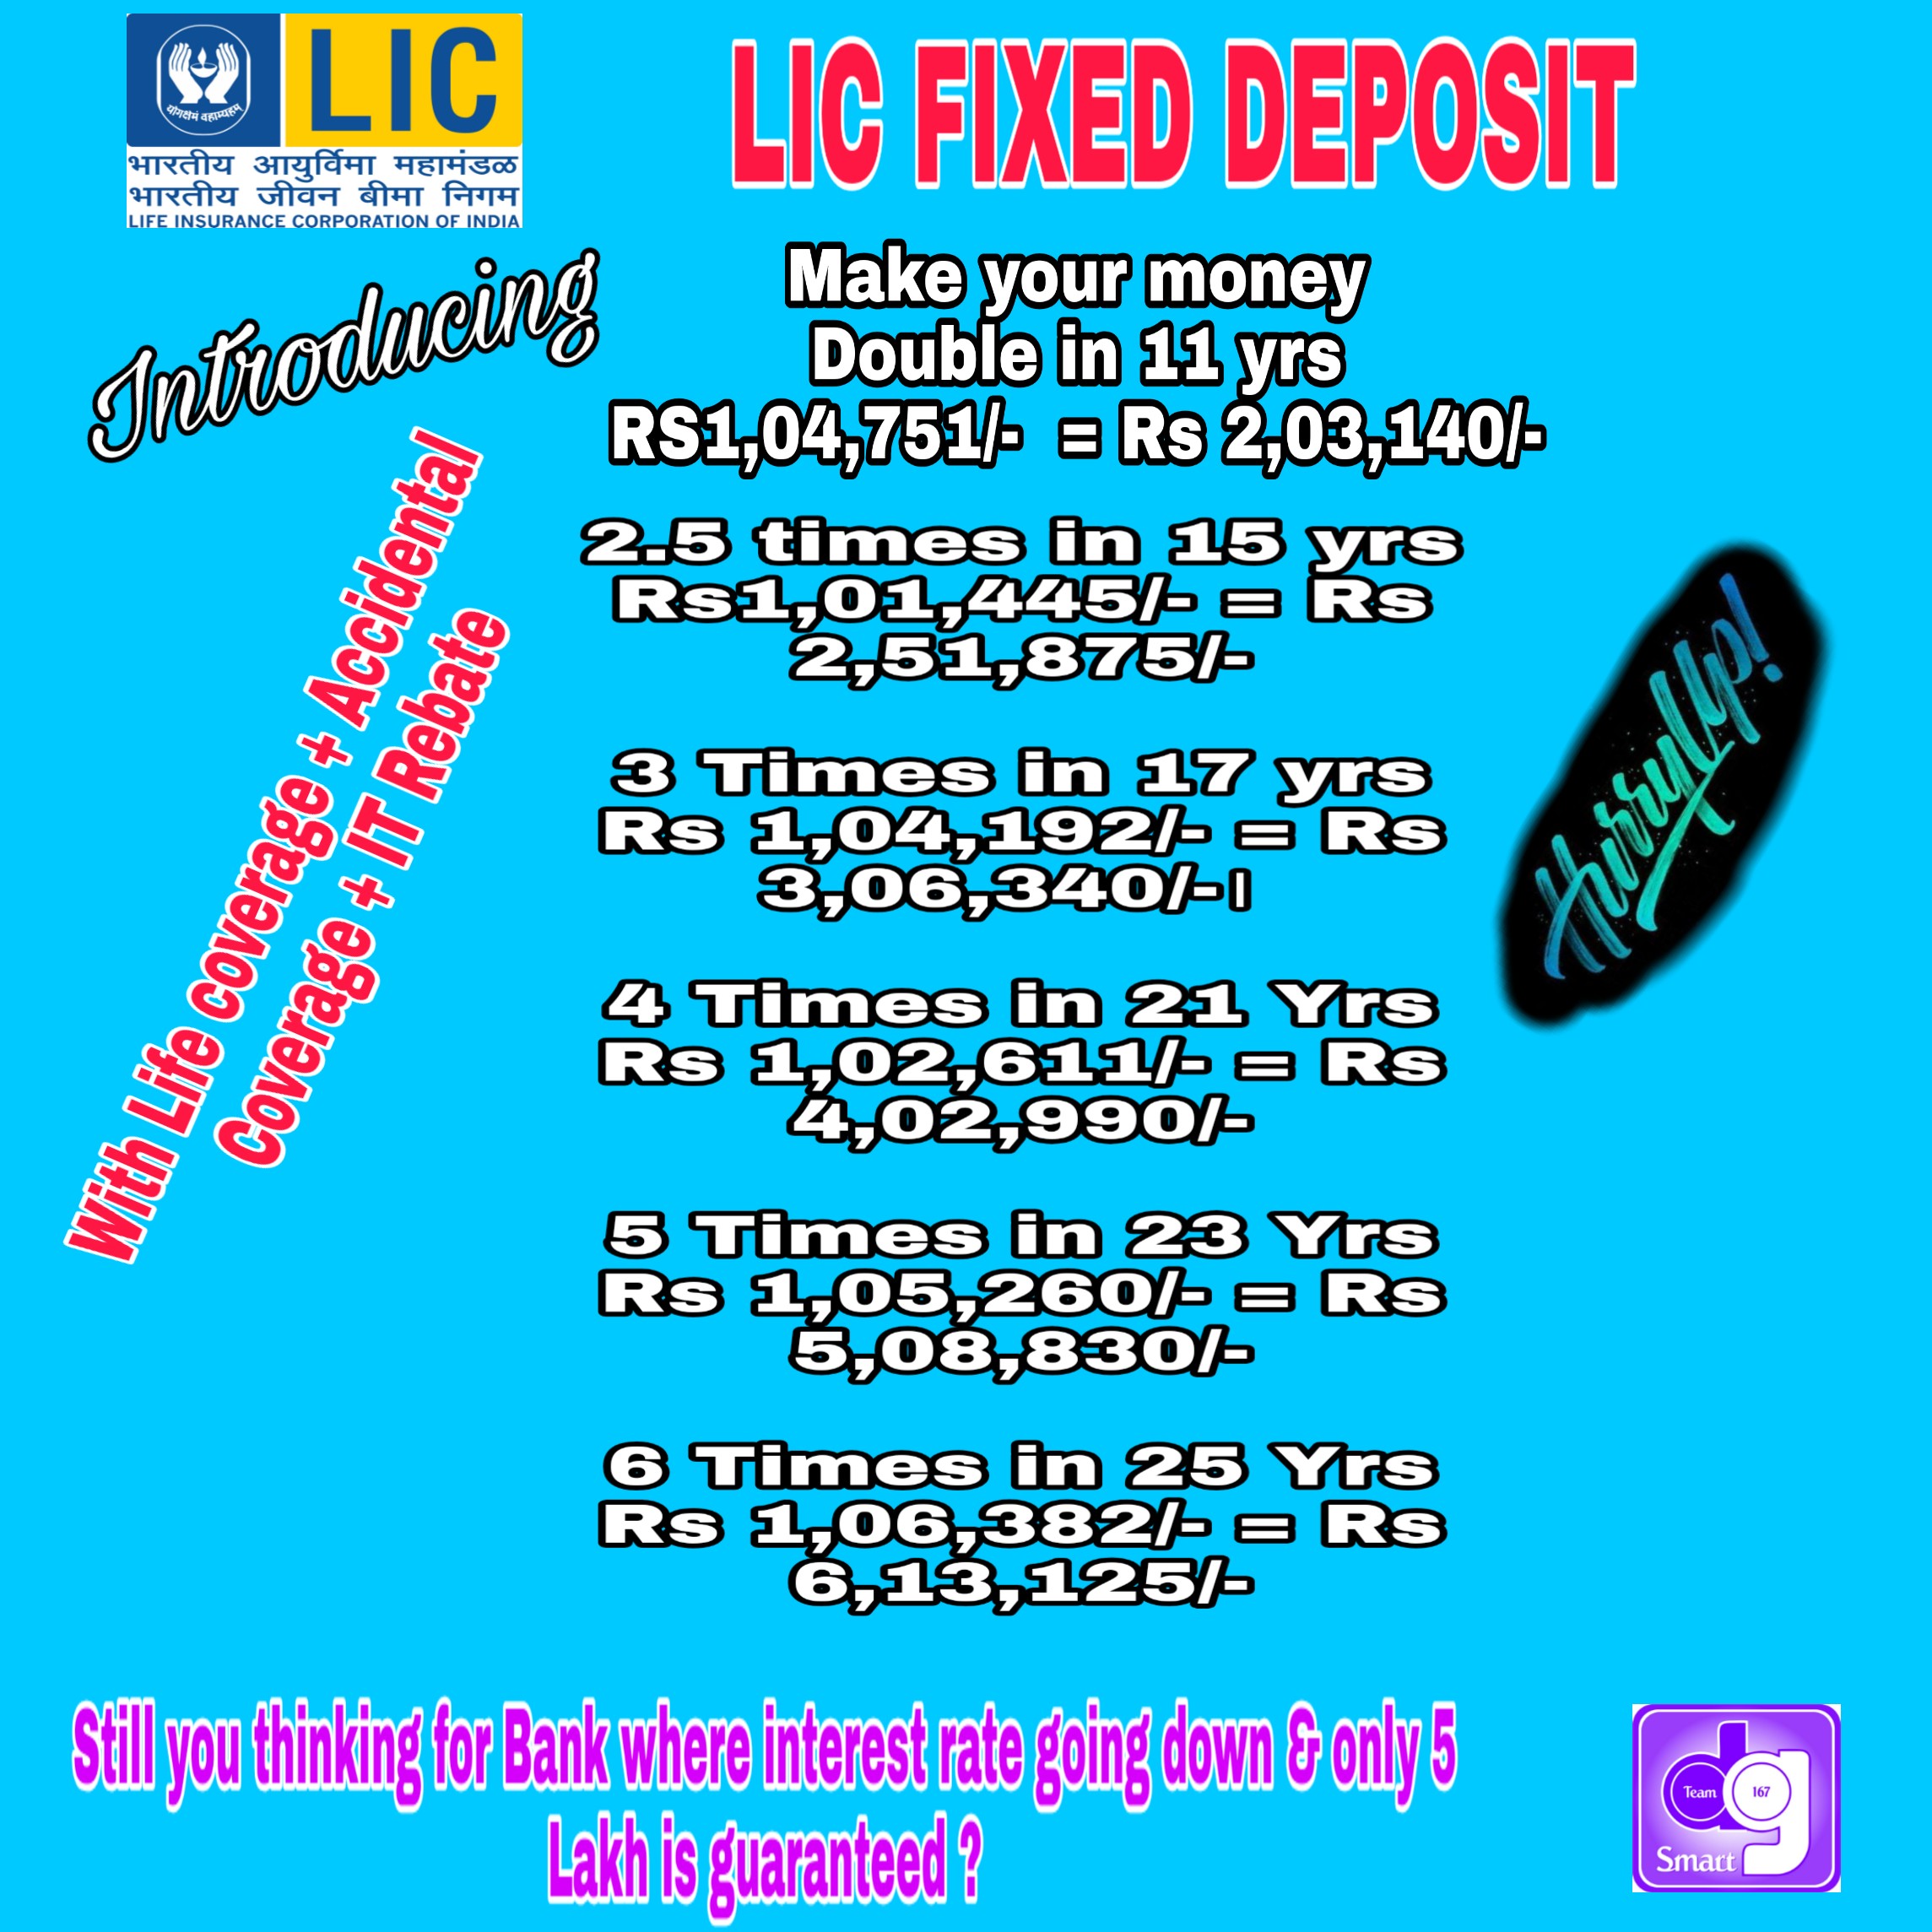 LIC
योगक्षेमं वहाम्यहम्
भारतीय आयुर्विमा महामंडळ
भारतीय जीवन बीमा निगम
LIFE INSURANCE CORPORATION OF INDIA
LIC FIXED DEPOSIT
Introducing
Make your money
Double in 11 yrs
RS1,04,751/- = Rs 2,03,140/-
With Life coverage + Accidental
Coverage + IT Rebate
2.5 times in 15 yrs
Rs1,01,445/- = Rs
2,51,875/-
Hurry Up!
3 Times in 17 yrs
Rs 1,04,192/- = Rs
3,06,340/-|
4 Times in 21 Yrs
Rs 1,02,611/- = Rs
4,02,990/-
5 Times in 23 Yrs
Rs 1,05,260/- = Rs
5,08,830/-
6 Times in 25 Yrs
Rs 1,06,382/- = Rs
6,13,125/-
Still you thinking for Bank where interest rate going down & only 5
Lakh is guaranteed ?
dg
Team 167
Smart